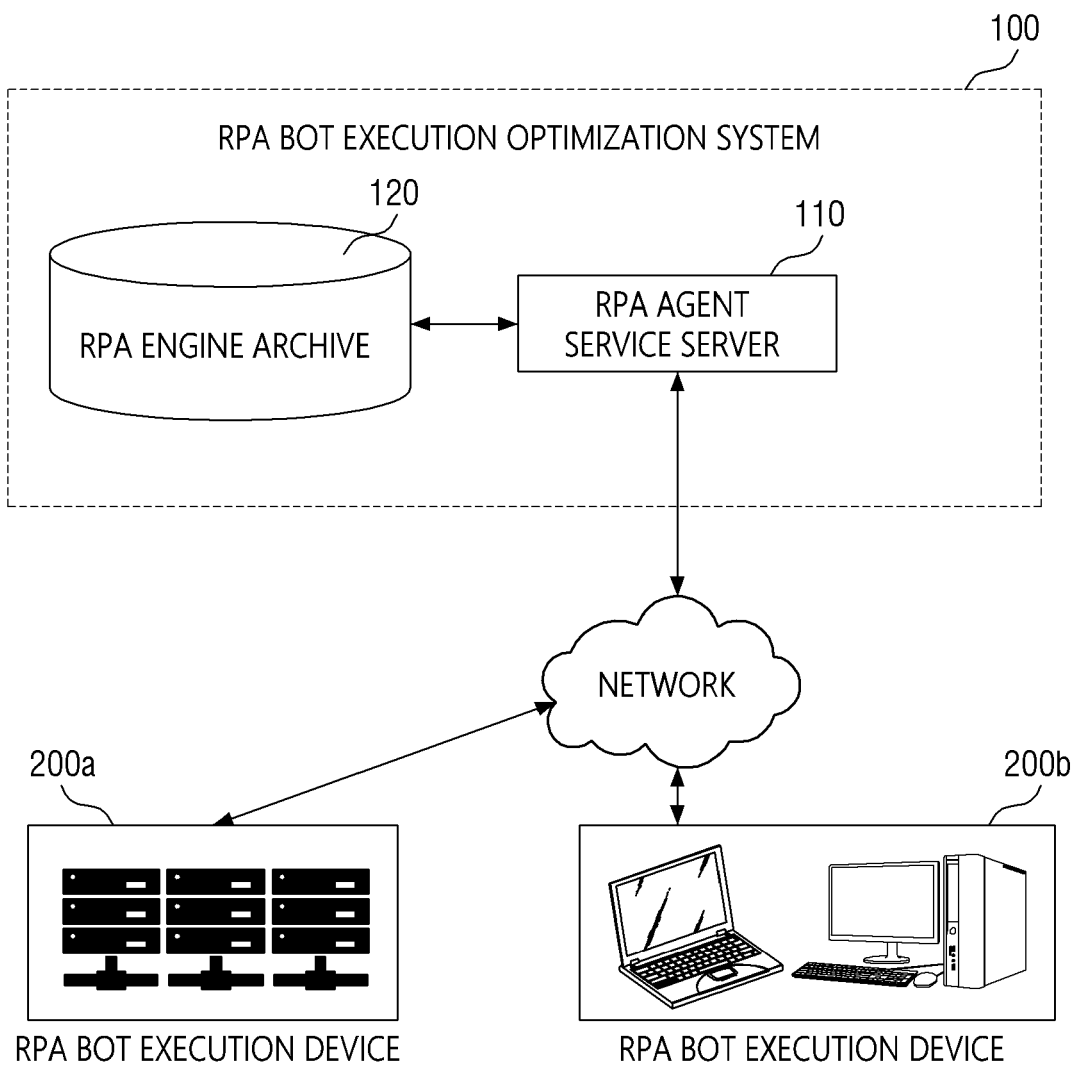 100
RPA BOT EXECUTION OPTIMIZATION SYSTEM
120
110
RPA ENGINE ARCHIVE
RPA AGENT
SERVICE SERVER
NETWORK
200a
200b
RPA BOT EXECUTION DEVICE
RPA BOT EXECUTION DEVICE